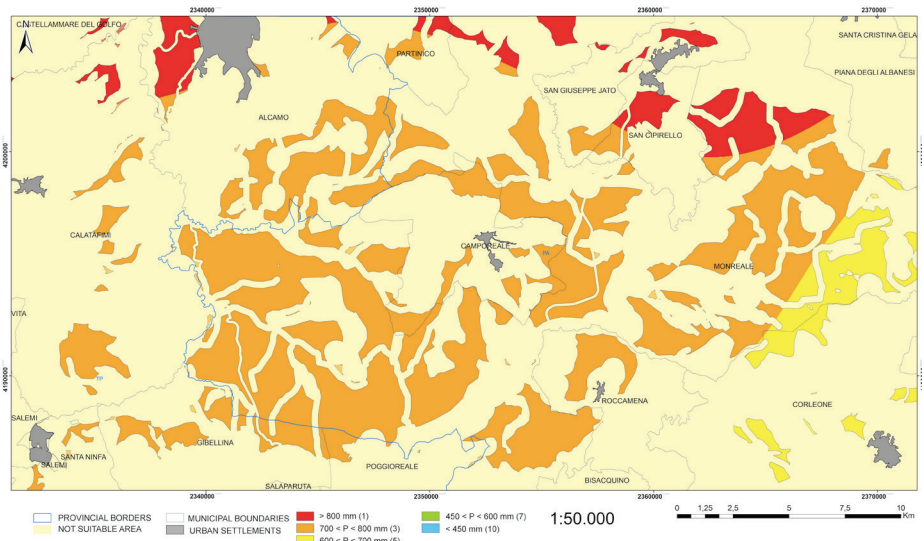 2340000 2350000 2360000 2370000
CASTELLAMMARE DEL GOLFO
N
PARTINICO
SANTA CRISTINA GELA
PIANA DEGLI ALBANESI
SAN GIUSEPPE JATO
ALCAMO
SAN CIPIRELLO
4200000
CALATAFIMI
CAMPOREALE
PA
MONREALE
VITA
TP
4190000
ROCCAMENA
CORLEONE
SALEMI
GIBELLINA
SANTA NINFA
SALEMI
POGGIOREALE
BISACQUINO
SALAPARUTA
2340000 2350000 2360000 2370000
PROVINCIAL BORDERS MUNICIPAL BOUNDARIES > 800 mm (1) 450 < P < 600 mm (7) 1:50.000 0 1,25 2,5 5 7,5 10
NOT SUITABLE AREA URBAN SETTLEMENTS 700 < P < 800 mm (3) < 450 mm (10) Km
600 < P < 700 mm (5)